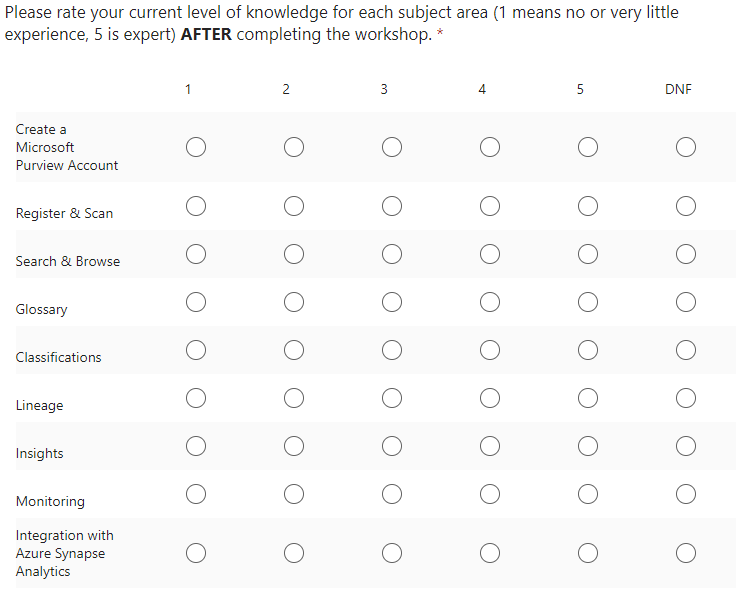 Please rate your current level of knowledge for each subject area (1 means no or very little
experience, 5 is expert) AFTER completing the workshop. *
1 2 3 4 5 DNF
Create a
Microsoft
Purview Account
Register & Scan
Search & Browse
Glossary
Classifications
Lineage
Insights
Monitoring
Integration with
Azure Synapse
Analytics